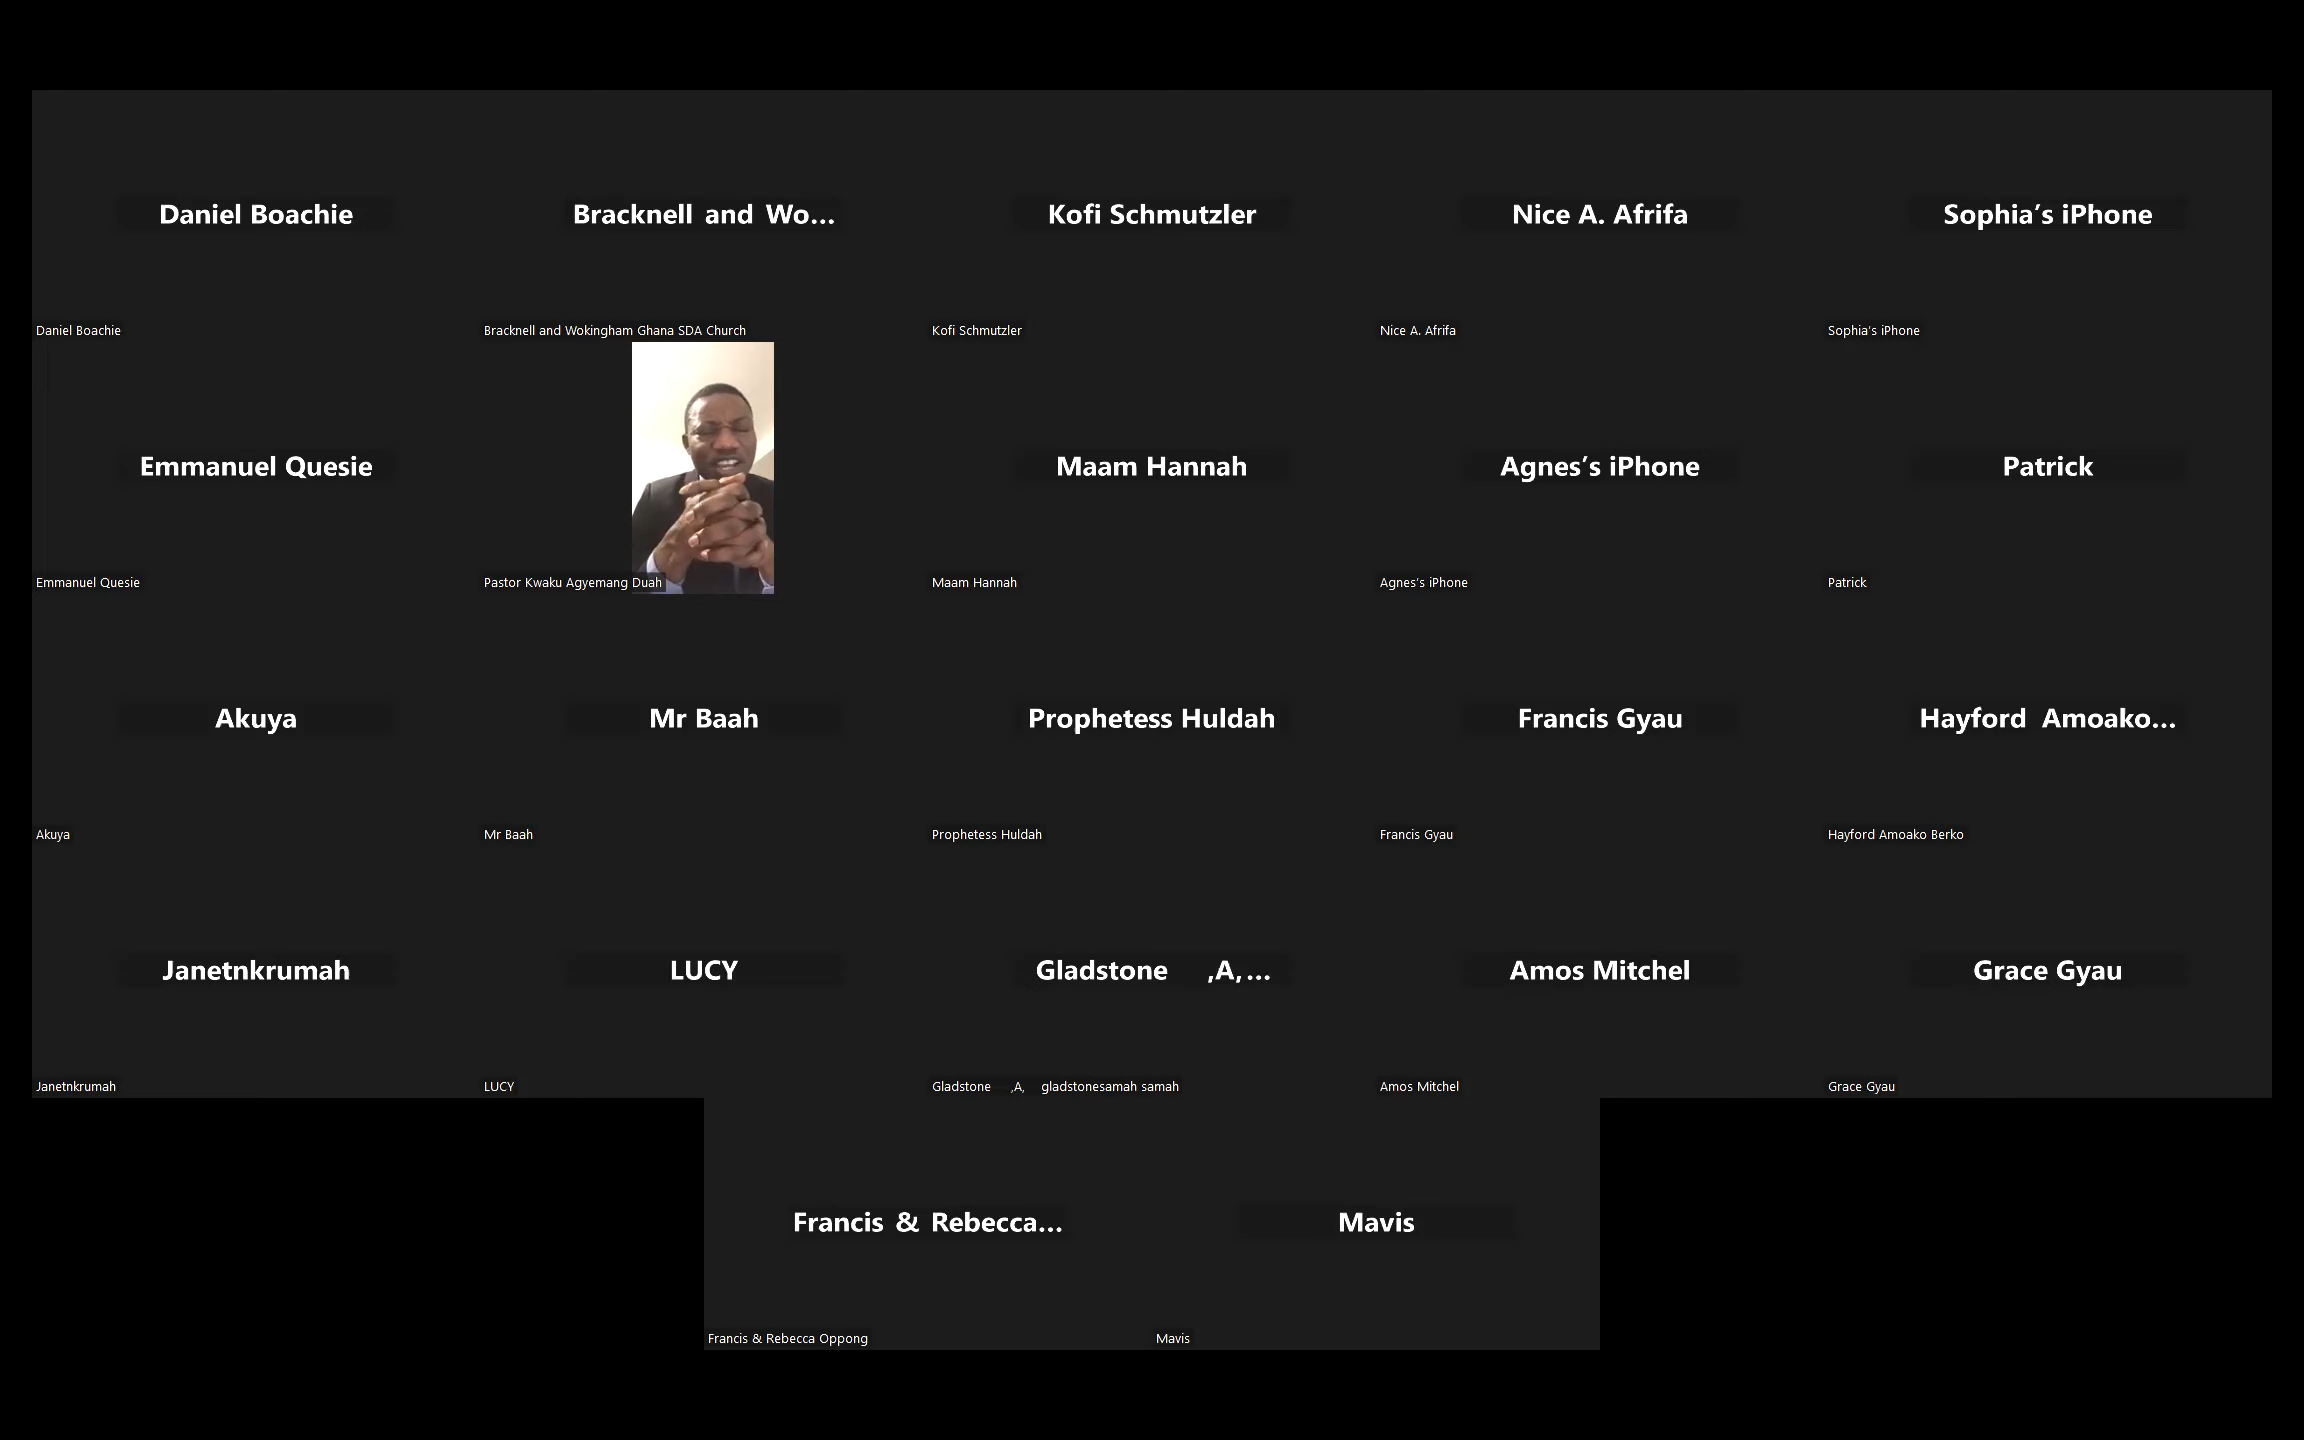 Daniel Boachie
Bracknell and Wo...
Kofi Schmutzler
Nice A. Afrifa
Sophia's iPhone
Daniel Boachie
Bracknell and Wokingham Ghana SDA Church
Kofi Schmutzler
Nice A. Afrifa
Sophia's iPhone
Emmanuel Quesie
Maam Hannah
Agnes's iPhone
Patrick
Emmanuel Quesie
Pastor Kwaku Agyemang Duah
Maam Hannah
Agnes's iPhone
Patrick
Akuya
Mr Baah
Prophetess Huldah
Francis Gyau
Hayford Amoako...
Akuya
Mr Baah
Prophetess Huldah
Francis Gyau
Hayford Amoako Berko
Janetnkrumah
LUCY
Gladstone ,A,...
Amos Mitchel
Grace Gyau
Janetnkrumah
LUCY
Gladstone ,A, gladstonesamah samah
Amos Mitchel
Grace Gyau
Francis & Rebecca...
Mavis
Francis & Rebecca Oppong
Mavis